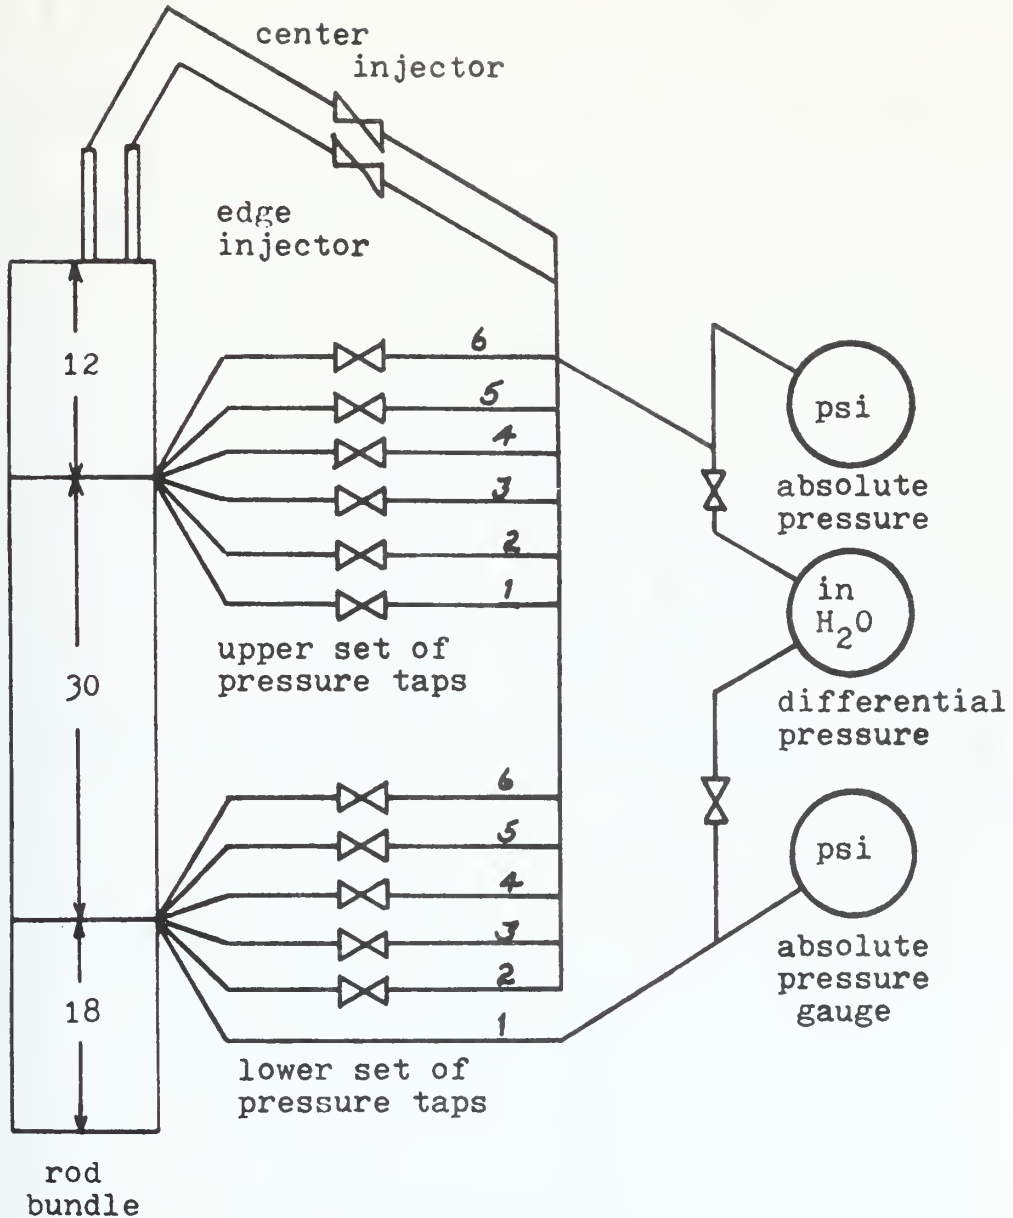 center
injector
edge
injector
12
6
5
4
3
2
1
psi
absolute
pressure
in
H₂O
upper set of
pressure taps
30
differential
pressure
6
5
4
3
2
1
psi
absolute
pressure
gauge
18
lower set of
pressure taps
rod
bundle